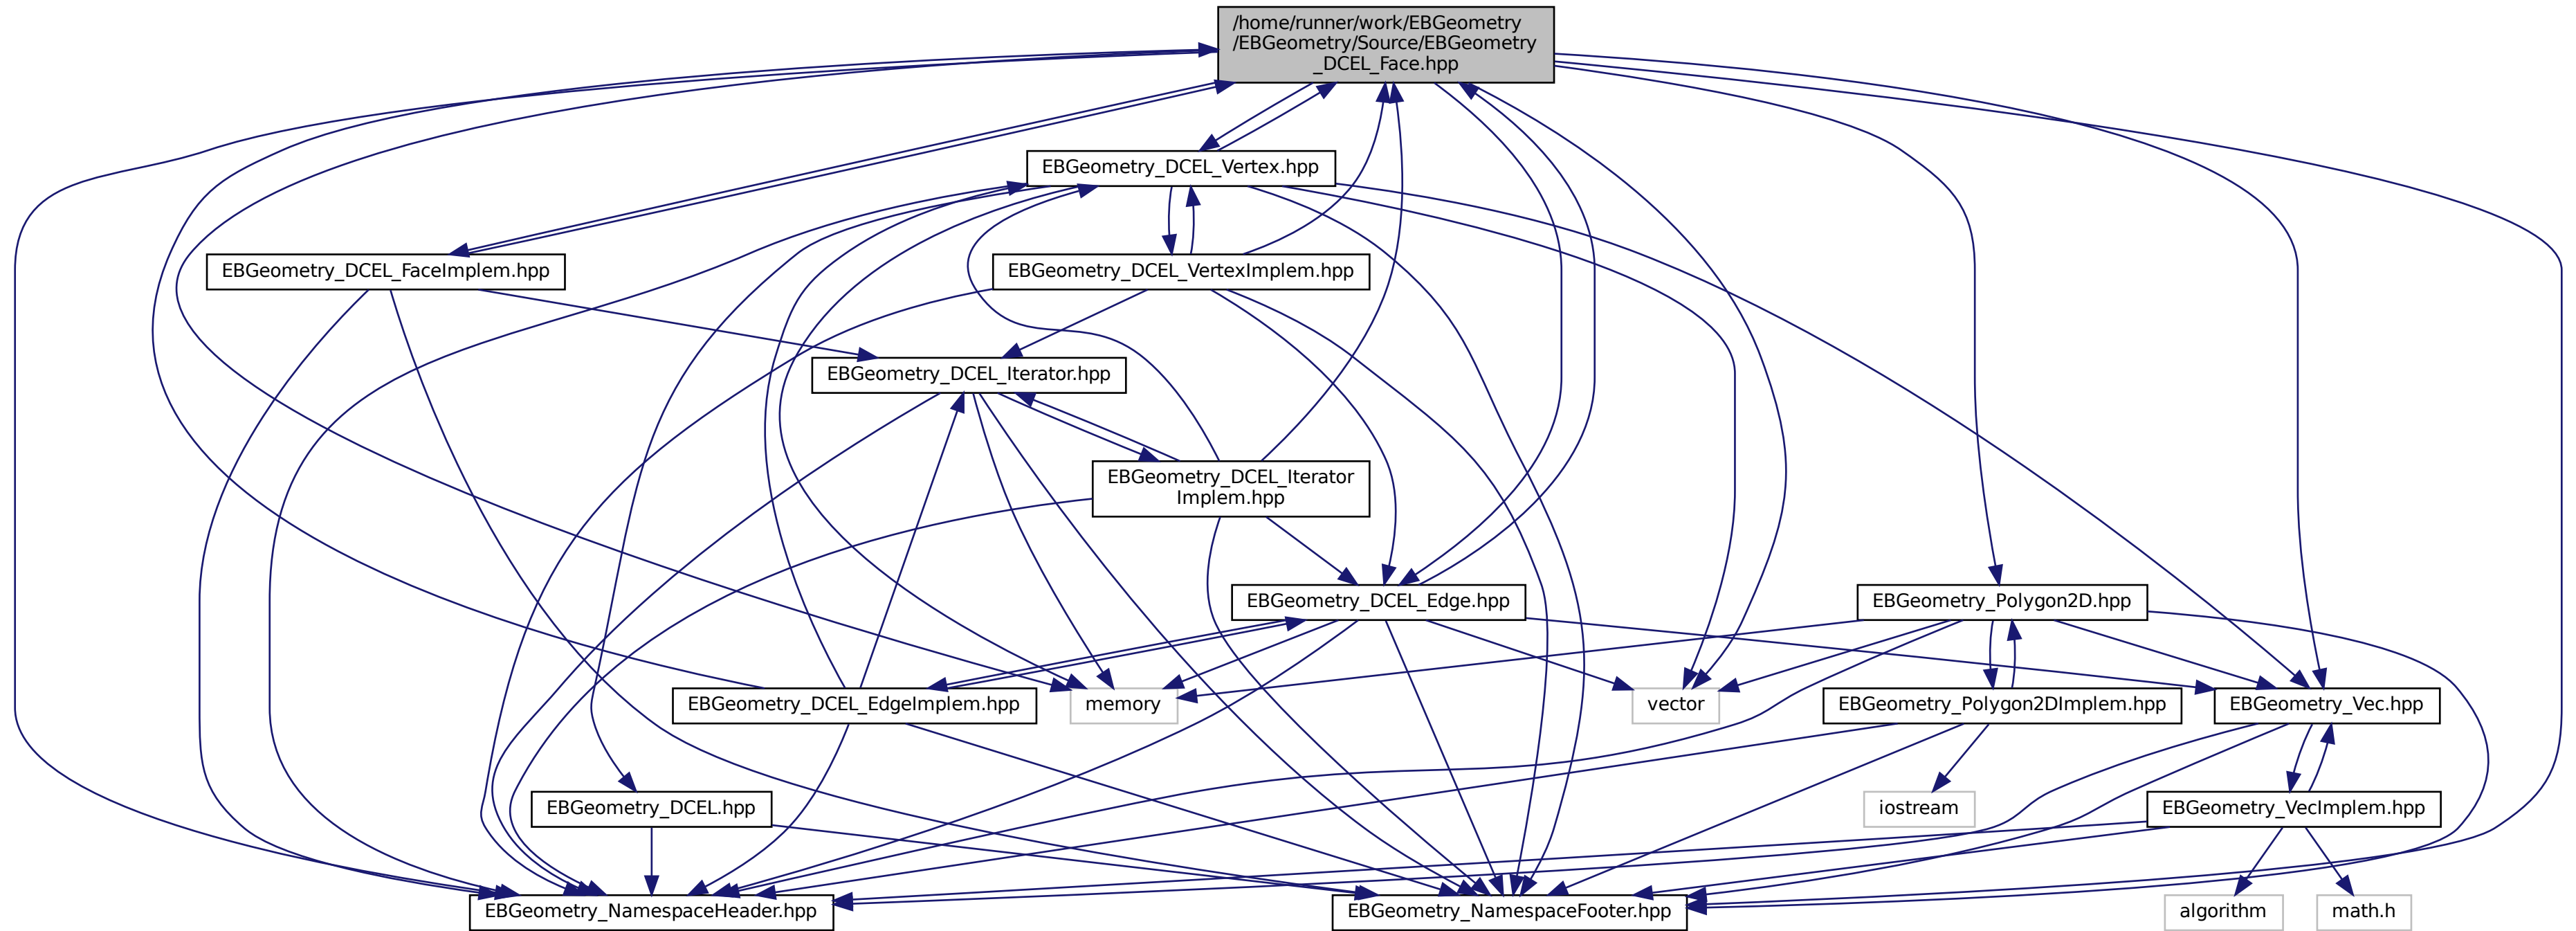 /home/runner/work/EBGeometry
/EBGeometry/Source/EBGeometry
_DCEL_Face.hpp
EBGeometry_DCEL_Vertex.hpp
EBGeometry_DCEL_FaceImplem.hpp
EBGeometry_DCEL_VertexImplem.hpp
EBGeometry_DCEL_Iterator.hpp
EBGeometry_DCEL_Iterator
Implem.hpp
EBGeometry_DCEL_Edge.hpp
EBGeometry_Polygon2D.hpp
EBGeometry_DCEL_EdgeImplem.hpp
memory
vector
EBGeometry_Polygon2DImplem.hpp
EBGeometry_Vec.hpp
EBGeometry_DCEL.hpp
iostream
EBGeometry_VecImplem.hpp
EBGeometry_NamespaceHeader.hpp
EBGeometry_NamespaceFooter.hpp
algorithm
math.h